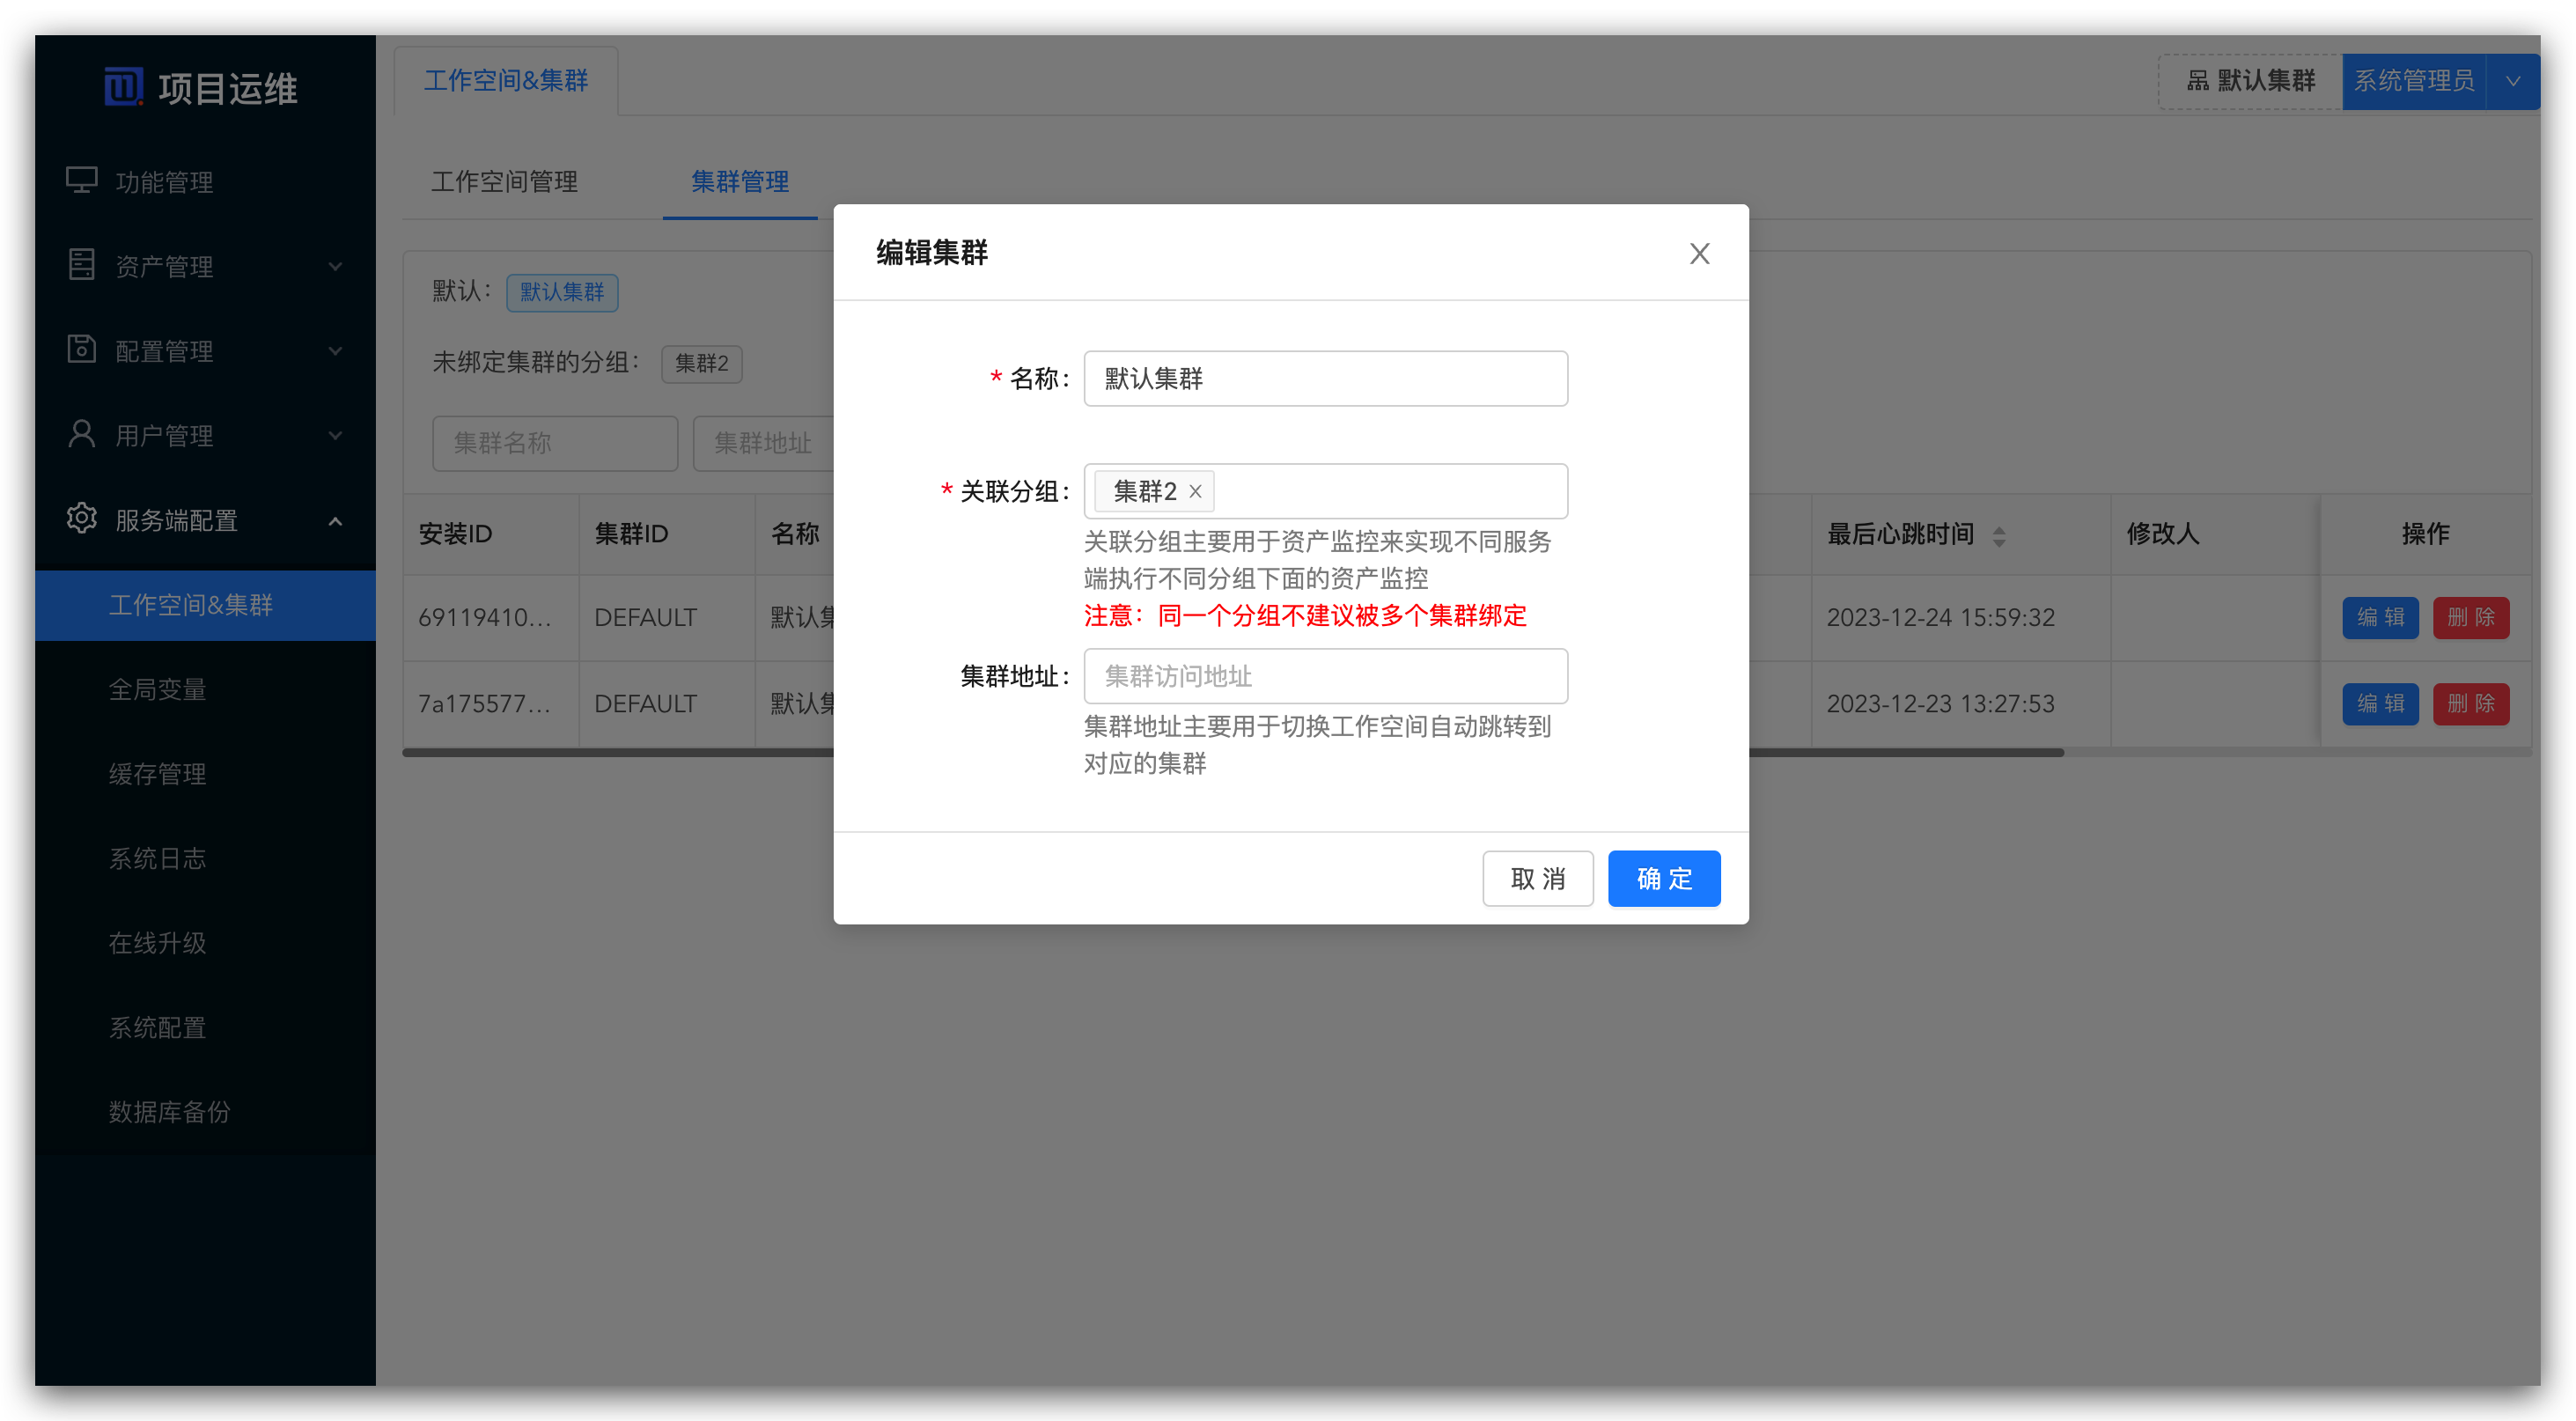 项目运维
功能管理
资产管理
配置管理
用户管理
服务端配置
工作空间&集群
全局变量
缓存管理
系统日志
在线升级
系统配置
数据库备份
工作空间&集群
默认集群 系统管理员
工作空间管理 集群管理
默认： 默认集群
未绑定集群的分组： 集群2
集群名称 集群地址
安装ID 集群ID 名称 最后心跳时间 修改人 操作
69119410... DEFAULT 默认集 2023-12-24 15:59:32 编 辑 删 除
7a175577... DEFAULT 默认集 2023-12-23 13:27:53 编 辑 删 除
编辑集群
* 名称： 默认集群
* 关联分组： 集群2
关联分组主要用于资产监控来实现不同服务
端执行不同分组下面的资产监控
注意：同一个分组不建议被多个集群绑定
集群地址： 集群访问地址
集群地址主要用于切换工作空间自动跳转到
对应的集群
取 消 确 定